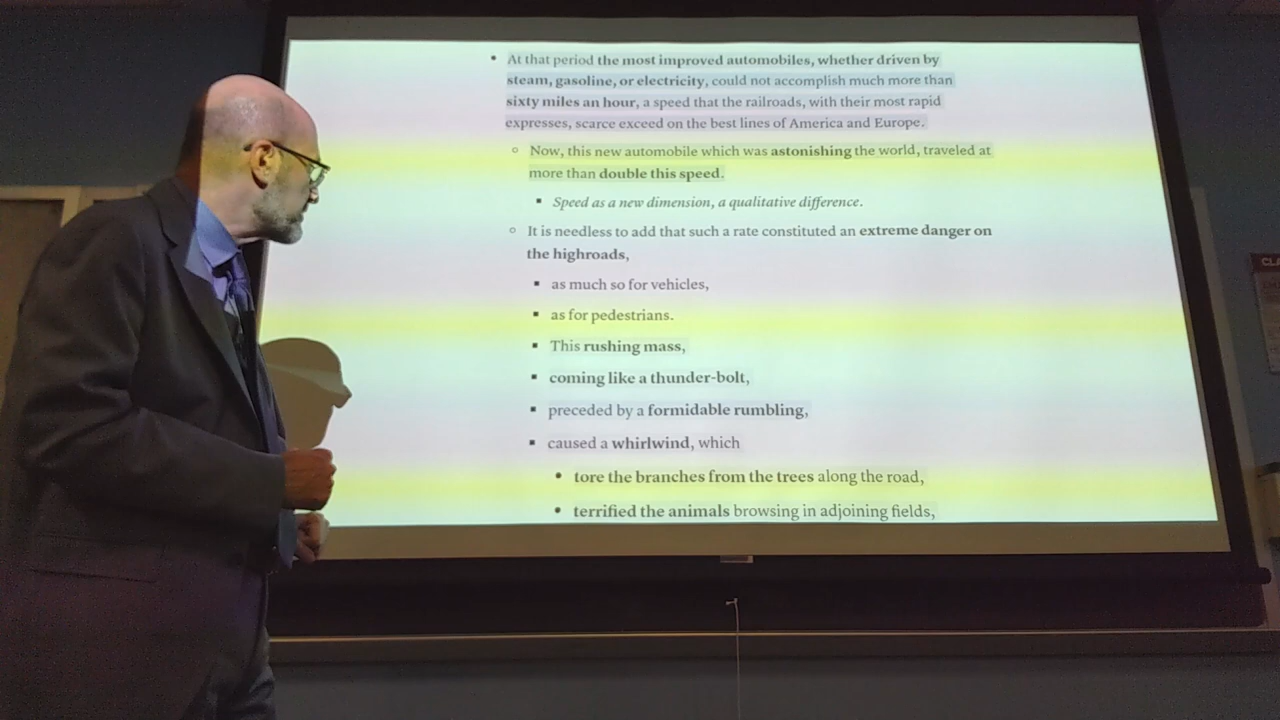 At that period the most improved automobiles, whether driven by
steam, gasoline, or electricity, could not accomplish much more than
sixty miles an hour, a speed that the railroads, with their most rapid
expresses, scarce exceed on the best lines of America and Europe.
Now, this new automobile which was astonishing the world, traveled at
more than double this speed.
Speed as a new dimension, a qualitative difference.
It is needless to add that such a rate constituted an extreme danger on
the highroads,
as much so for vehicles,
as for pedestrians.
This rushing mass,
coming like a thunder-bolt,
preceded by a formidable rumbling,
caused a whirlwind, which
tore the branches from the trees along the road,
terrified the animals browsing in adjoining fields,